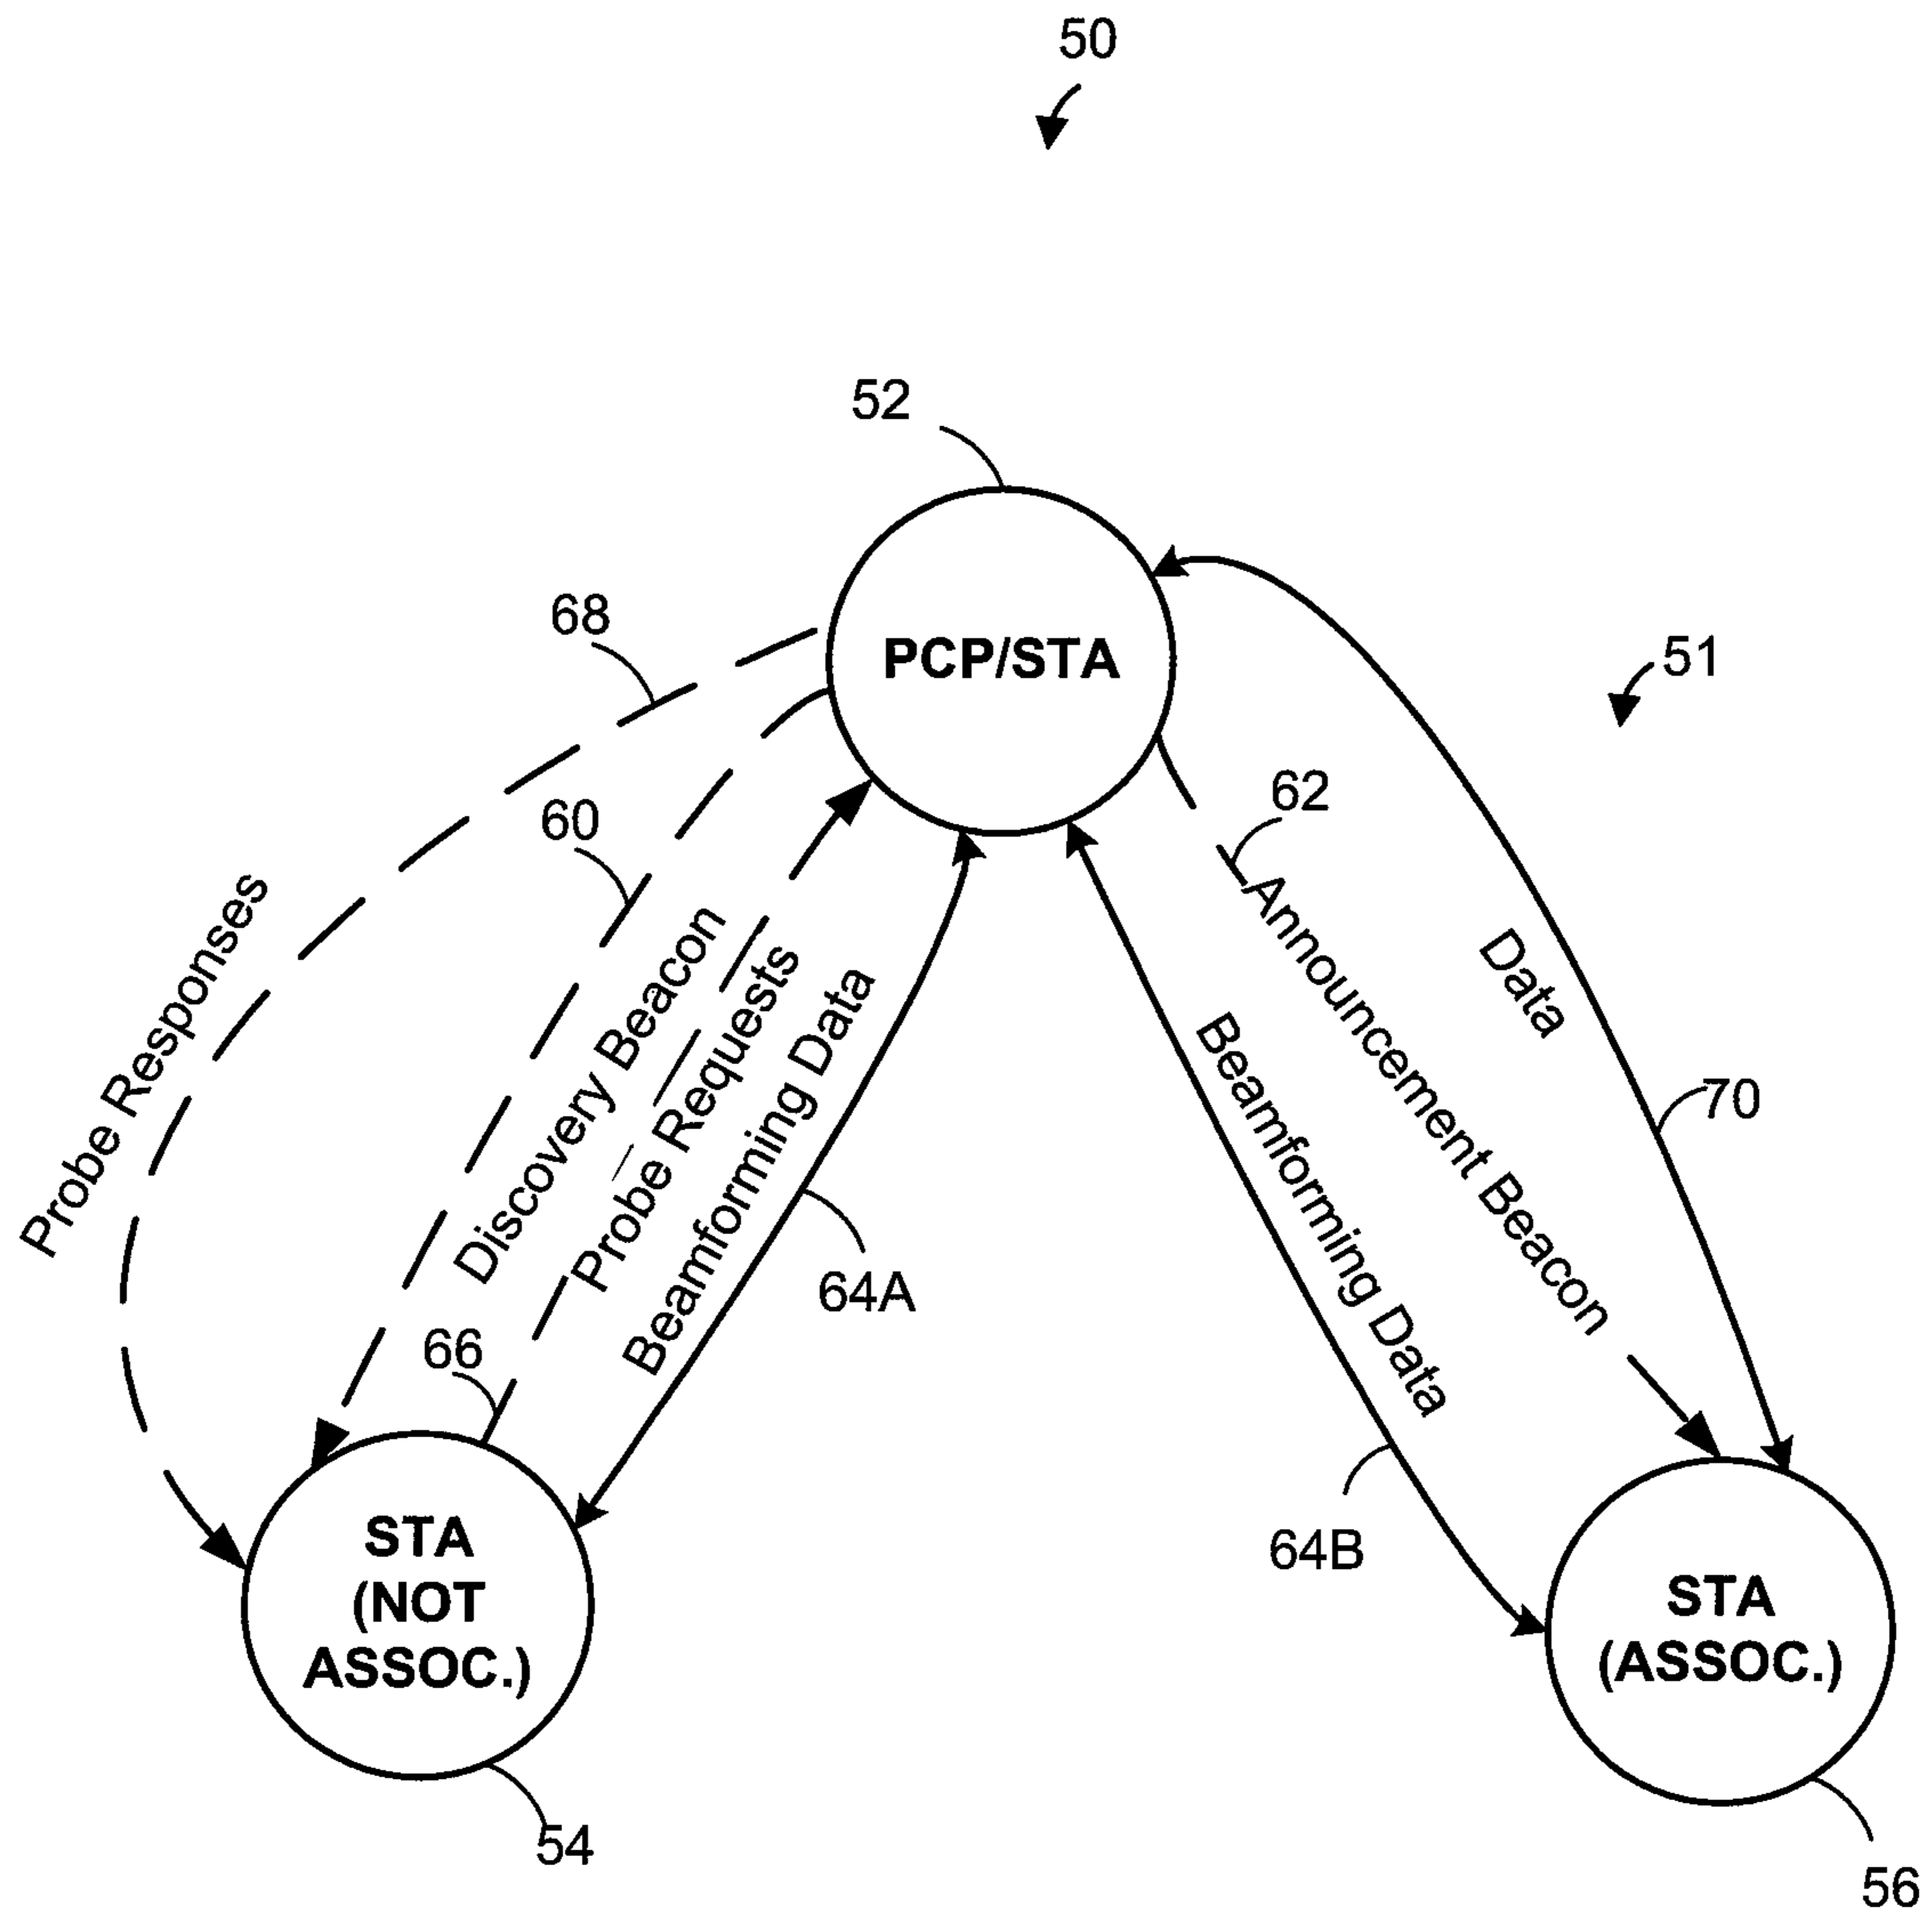 50
52
68
PCP/STA
51
60
62
Probe Responses
Discovery Beacon
Probe Requests
Beamforming Data
Beamforming Data
Announcement Beacon
Data
70
64A
66
64B
STA
(NOT
ASSOC.)
STA
(ASSOC.)
54
56